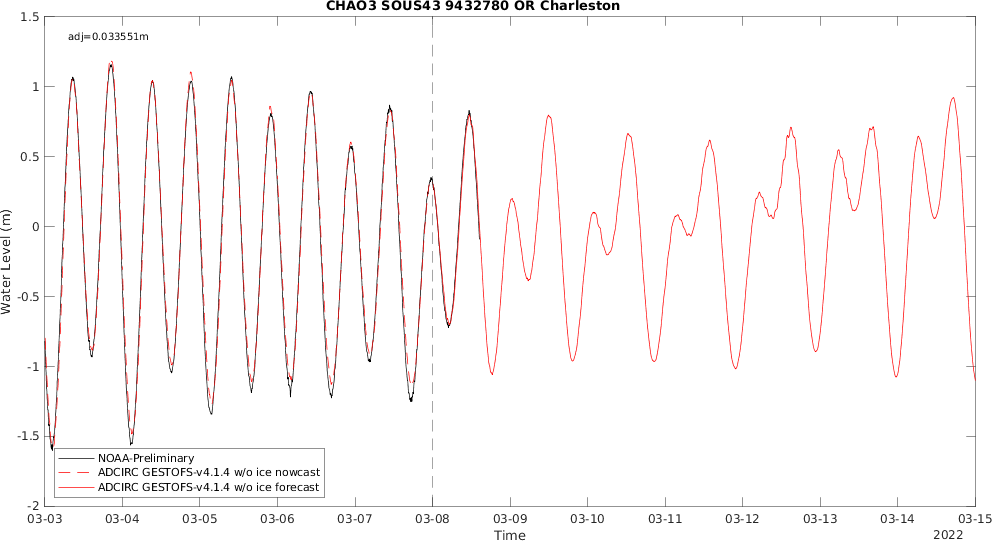 CHAO3 SOUS43 9432780 OR Charleston
adj=0.033551m
1.5
1
0.5
0
-0.5
-1
-1.5
-2
Water Level (m)
NOAA-Preliminary
ADCIRC GESTOFS-v4.1.4 w/o ice nowcast
ADCIRC GESTOFS-v4.1.4 w/o ice forecast
03-03 03-04 03-05 03-06 03-07 03-08 03-09 03-10 03-11 03-12 03-13 03-14 03-15
Time
2022